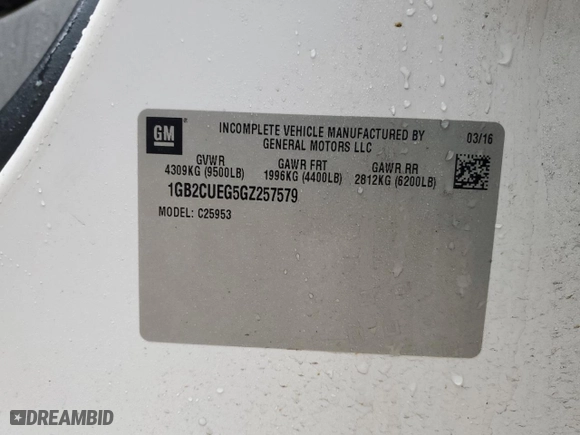 GM
INCOMPLETE VEHICLE MANUFACTURED BY
GENERAL MOTORS LLC
03/16
GVWR
4309KG (9500LB)
GAWR FRT
1996KG (4400LB)
GAWR RR
2812KG (6200LB)
1GB2CUEG5GZ257579
MODEL: C25953
DREAMBID